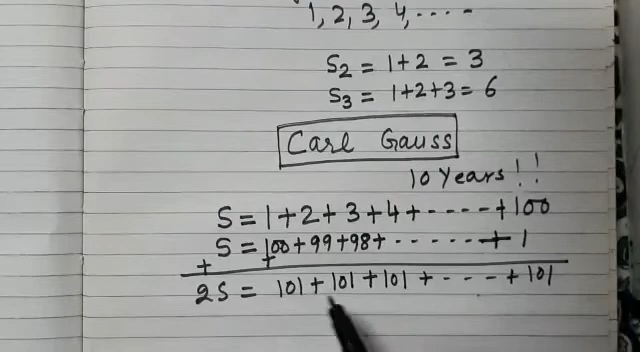 1, 2, 3, 4, ----
S₂ = 1+2 = 3
S₃ = 1+2+3 = 6
Carl Gauss
10 Years!!
S = 1+2+3+4+-----+100
S = 100+99+98+------+ 1
+ +
2S = 101+101+101 + ---- + 101